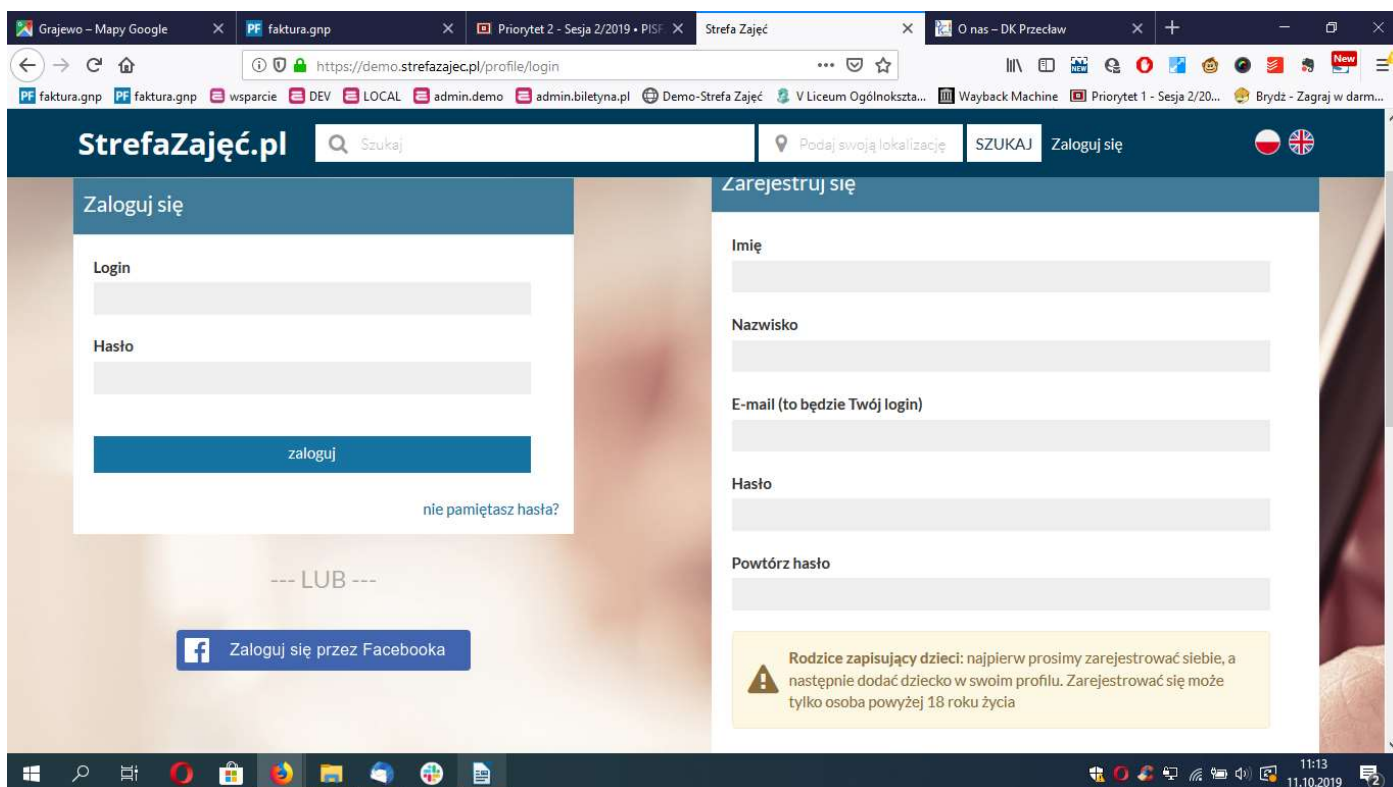 Grajewo – Mapy Google
PF faktura.gnp
Priorytet 2 - Sesja 2/2019 • PISF
Strefa Zajęć
O nas – DK Przecław
https://demo.strefazajec.pl/profile/login
New
PF faktura.gnp PF faktura.gnp wsparcie DEV LOCAL admin.demo admin.biletyna.pl Demo-Strefa Zajęć V Liceum Ogólnokszta... Wayback Machine Priorytet 1 - Sesja 2/20... Brydż - Zagraj w darm...
StrefaZajęć.pl Szukaj Podaj swoją lokalizację SZUKAJ Zaloguj się
Zaloguj się
Login
Hasło
zaloguj
nie pamiętasz hasła?
--- LUB ---
Zaloguj się przez Facebooka
Zarejestruj się
Imię
Nazwisko
E-mail (to będzie Twój login)
Hasło
Powtórz hasło
Rodzice zapisujący dzieci: najpierw prosimy zarejestrować siebie, a
następnie dodać dziecko w swoim profilu. Zarejestrować się może
tylko osoba powyżej 18 roku życia
11:13
11.10.2019
2